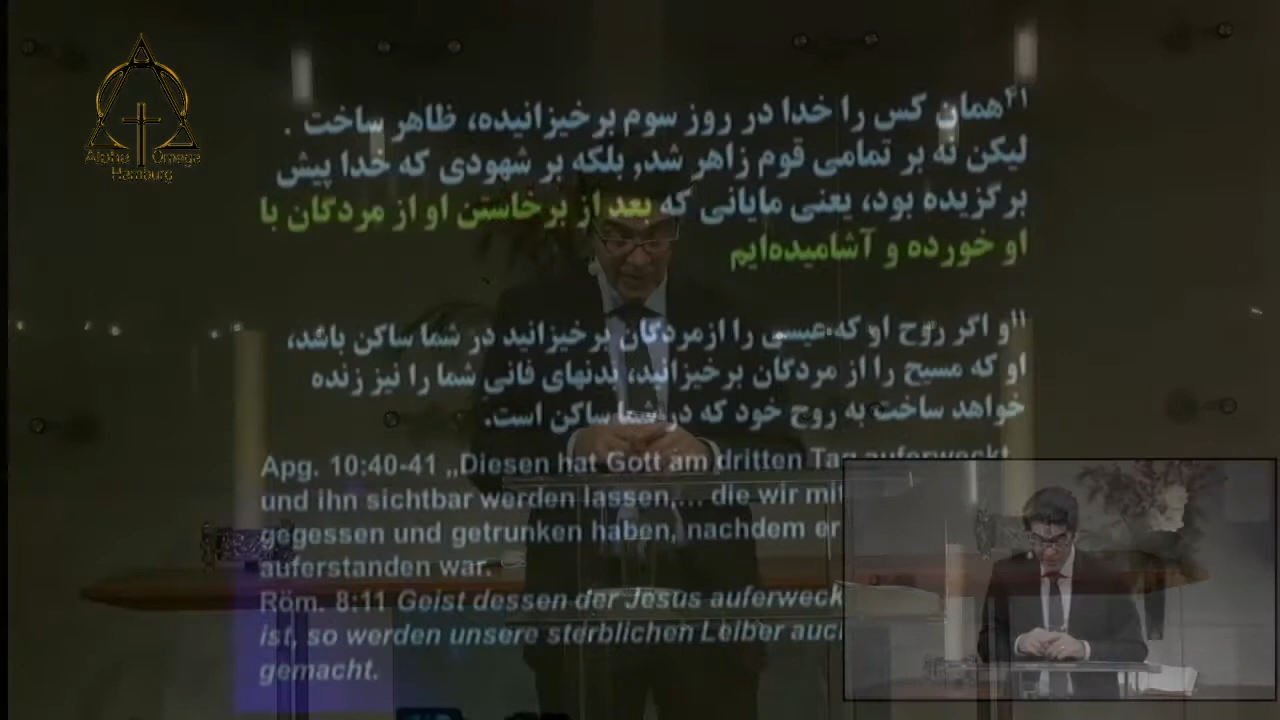 Alpha Omega
Hamburg
۴۱همان کس را خدا در روز سوم برخیزانیده، ظاهر ساخت .
لیکن نه بر تمامی قوم زاهر شد, بلکه بر شهودی که خدا پیش
برگزیده بود، یعنی مایانی که بعد از برخاستن او از مردگان با
او خورده و آشامیده‌ایم
۱۱و اگر روح او که عیسی را ازمردگان برخیزانید در شما ساکن باشد،
او که مسیح را از مردگان برخیزانید، بدنهای فانی شما را نیز زنده
خواهد ساخت به روح خود که در شما ساکن است.
Apg. 10:40-41 „Diesen hat Gott am dritten Tag auferweckt
und ihn sichtbar werden lassen,... die wir mit
gegessen und getrunken haben, nachdem er
auferstanden war.
Röm. 8:11 Geist dessen der Jesus auferweck
ist, so werden unsere sterblichen Leiber auc
gemacht.